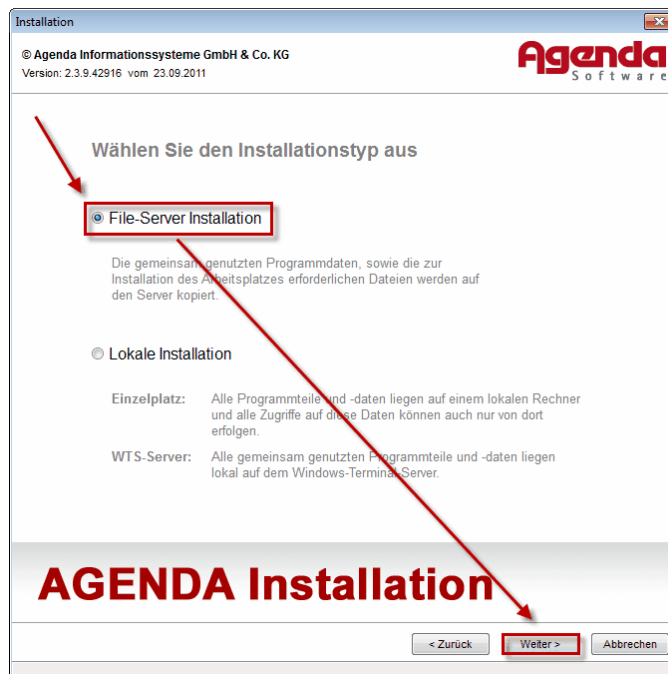 Installation
© Agenda Informationssysteme GmbH & Co. KG
Version: 2.3.9.42916 vom 23.09.2011
Agenda
Software
Wählen Sie den Installationstyp aus
File-Server Installation
Die gemeinsam genutzten Programmdaten, sowie die zur
Installation des Arbeitsplatzes erforderlichen Dateien werden auf
den Server kopiert.
Lokale Installation
Einzelplatz: Alle Programmteile und -daten liegen auf einem lokalen Rechner
und alle Zugriffe auf diese Daten können auch nur von dort
erfolgen.
WTS-Server: Alle gemeinsam genutzten Programmteile und -daten liegen
lokal auf dem Windows-Terminal-Server.
AGENDA Installation
< Zurück Weiter > Abbrechen